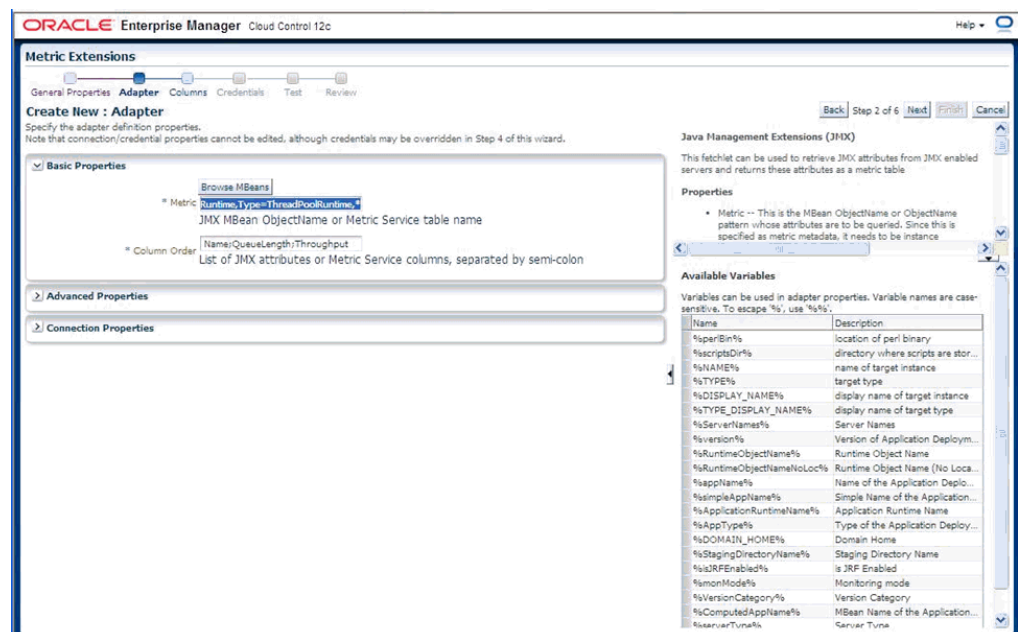 ORACLE Enterprise Manager Cloud Control 12c
Help
Metric Extensions
General Properties Adapter Columns Credentials Test Review
Create New : Adapter
Back Step 2 of 6 Next Finish Cancel
Specify the adapter definition properties.
Note that connection/credential properties cannot be edited, although credentials may be overridden in Step 4 of this wizard.
Basic Properties
Browse MBeans
* Metric Runtime,Type=ThreadPoolRuntime,*
JMX MBean ObjectName or Metric Service table name
* Column Order Name;QueueLength;Throughput
List of JMX attributes or Metric Service columns, separated by semi-colon
Advanced Properties
Connection Properties
Java Management Extensions (JMX)
This fetchlet can be used to retrieve JMX attributes from JMX enabled
servers and returns these attributes as a metric table
Properties
• Metric -- This is the MBean ObjectName or ObjectName
pattern whose attributes are to be queried. Since this is
specified as metric metadata, it needs to be instance
Available Variables
Variables can be used in adapter properties. Variable names are case-
sensitive. To escape '%', use '%%'.
Name Description
%perlBin% location of perl binary
%scriptsDir% directory where scripts are stor...
%NAME% name of target instance
%TYPE% target type
%DISPLAY_NAME% display name of target instance
%TYPE_DISPLAY_NAME% display name of target type
%ServerNames% Server Names
%version% Version of Application Deploym...
%RuntimeObjectName% Runtime Object Name
%RuntimeObjectNameNoLoc% Runtime Object Name (No Loca...
%appName% Name of the Application Deplo...
%simpleAppName% Simple Name of the Application...
%ApplicationRuntimeName% Application Runtime Name
%AppType% Type of the Application Deploy...
%DOMAIN_HOME% Domain Home
%StagingDirectoryName% Staging Directory Name
%isJRFEnabled% is JRF Enabled
%monMode% Monitoring mode
%VersionCategory% Version Category
%ComputedAppName% MBean Name of the Application...
%serverType% Server Type